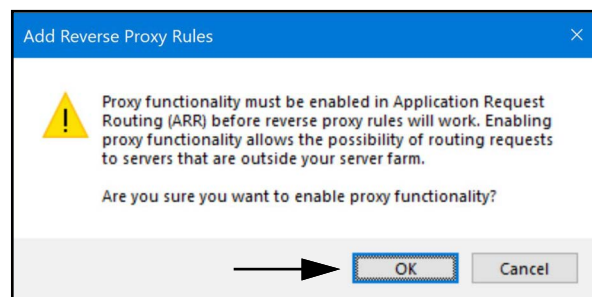 Add Reverse Proxy Rules
Proxy functionality must be enabled in Application Request
Routing (ARR) before reverse proxy rules will work. Enabling
proxy functionality allows the possibility of routing requests
to servers that are outside your server farm.
Are you sure you want to enable proxy functionality?
OK
Cancel